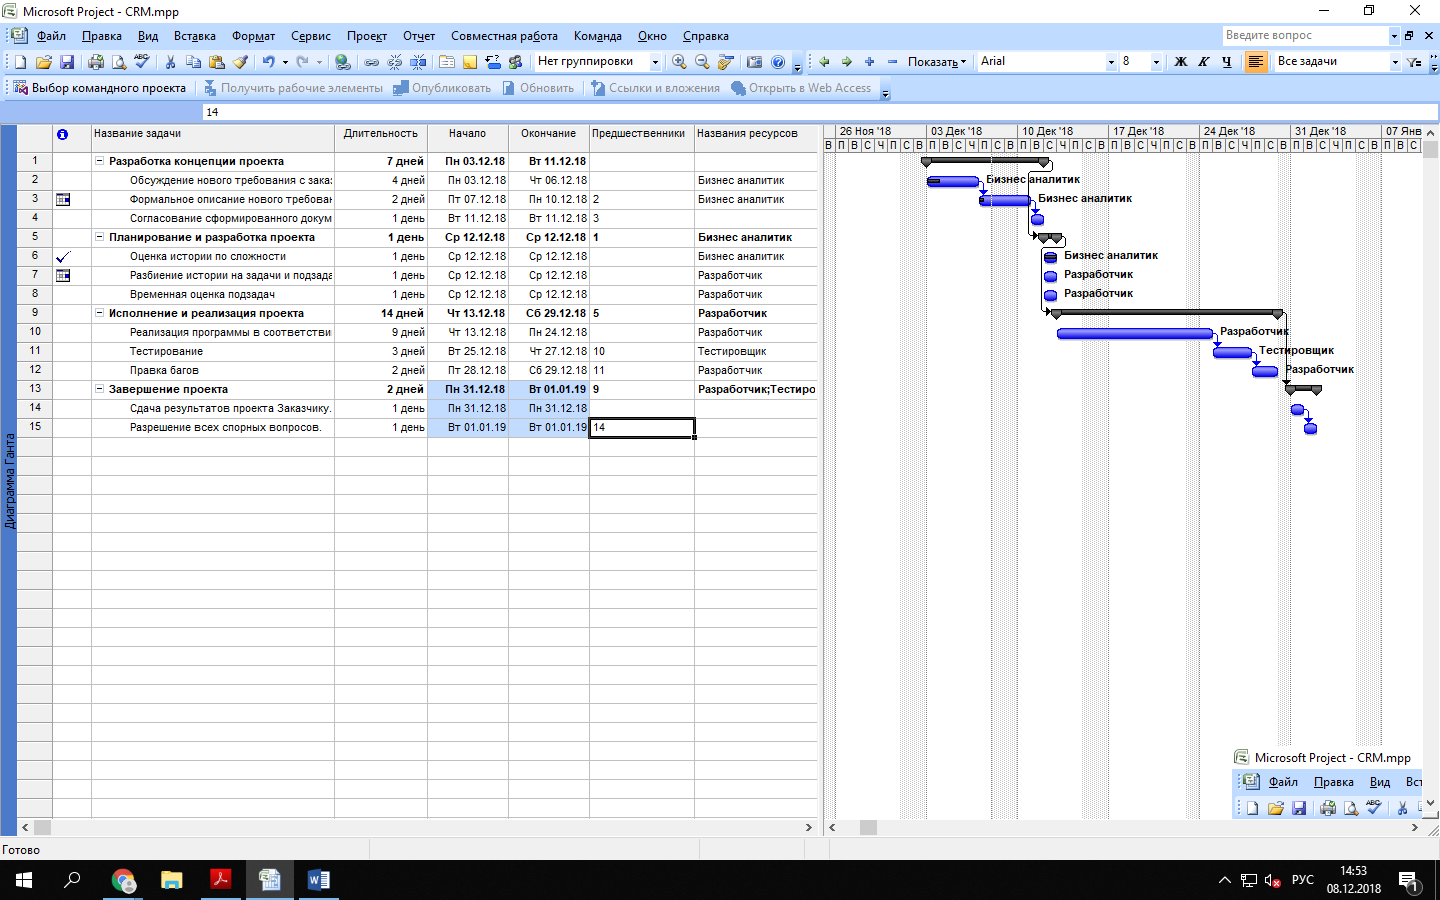 Microsoft Project - CRM.mpp
Файл Правка Вид Вставка Формат Сервис Проект Отчет Совместная работа Команда Окно Справка Введите вопрос
Нет группировки Показать Arial 8 Ж К Ч Все задачи
Выбор командного проекта Получить рабочие элементы Опубликовать Обновить Ссылки и вложения Открыть в Web Access
14
Название задачи Длительность Начало Окончание Предшественники Названия ресурсов
26 Ноя '18 03 Дек '18 10 Дек '18 17 Дек '18 24 Дек '18 31 Дек '18 07 Янв
В П В С Ч П С В П В С Ч П С В П В С Ч П С В П В С Ч П С В П В С Ч П С В П В С Ч П С В П В С
1 Разработка концепции проекта 7 дней Пн 03.12.18 Вт 11.12.18
2 Обсуждение нового требования с зака: 4 дней Пн 03.12.18 Чт 06.12.18 Бизнес аналитик Бизнес аналитик
3 Формальное описание нового требован 2 дней Пт 07.12.18 Пн 10.12.18 2 Бизнес аналитик Бизнес аналитик
4 Согласование сформированного докум 1 день Вт 11.12.18 Вт 11.12.18 3
5 Планирование и разработка проекта 1 день Ср 12.12.18 Ср 12.12.18 1 Бизнес аналитик
6 Оценка истории по сложности 1 день Ср 12.12.18 Ср 12.12.18 Бизнес аналитик Бизнес аналитик
7 Разбиение истории на задачи и подзада 1 день Ср 12.12.18 Ср 12.12.18 Разработчик Разработчик
8 Временная оценка подзадач 1 день Ср 12.12.18 Ср 12.12.18 Разработчик Разработчик
9 Исполнение и реализация проекта 14 дней Чт 13.12.18 Сб 29.12.18 5 Разработчик
10 Реализация программы в соответстви 9 дней Чт 13.12.18 Пн 24.12.18 Разработчик Разработчик
11 Тестирование 3 дней Вт 25.12.18 Чт 27.12.18 10 Тестировщик Тестировщик
12 Правка багов 2 дней Пт 28.12.18 Сб 29.12.18 11 Разработчик Разработчик
13 Завершение проекта 2 дней Пн 31.12.18 Вт 01.01.19 9 Разработчик;Тестиро
14 Сдача результатов проекта Заказчику. 1 день Пн 31.12.18 Пн 31.12.18
15 Разрешение всех спорных вопросов. 1 день Вт 01.01.19 Вт 01.01.19 14
Диаграмма Ганта
Microsoft Project - CRM.mpp
Файл Правка Вид Вст
Готово
РУС 14:53
08.12.2018
1